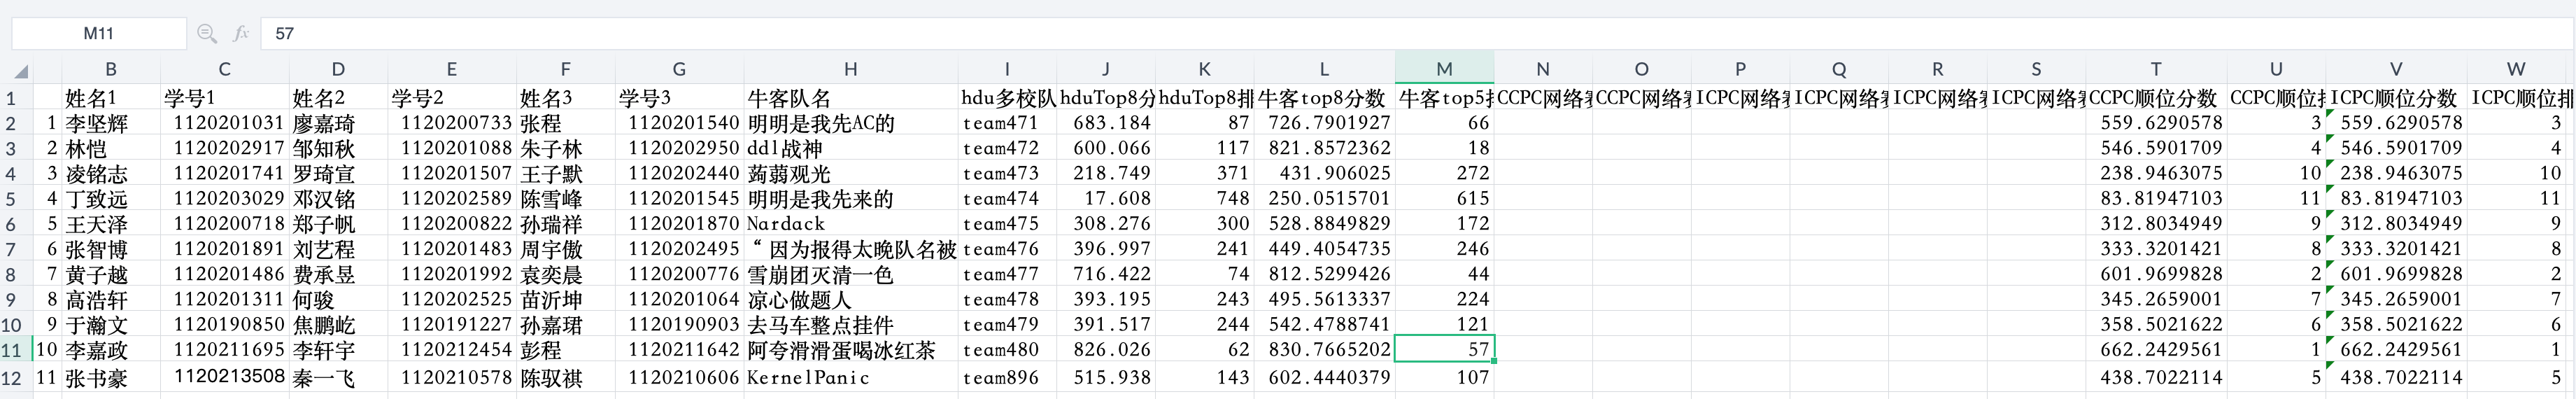 M11 fx 57
B C D E F G H I J K L M N O P Q R S T U V W
1 姓名1 学号1 姓名2 学号2 姓名3 学号3 牛客队名 hdu多校队 hduTop8分 hduTop8排 牛客top8分数 牛客top5排 CCPC网络赛 CCPC网络赛 ICPC网络赛 ICPC网络赛 ICPC网络赛 ICPC网络赛 CCPC顺位分数 CCPC顺位排 ICPC顺位分数 ICPC顺位排
2 1 李坚辉 1120201031 廖嘉琦 1120200733 张程 1120201540 明明是我先AC的 team471 683.184 87 726.7901927 66 559.6290578 3 559.6290578 3
3 2 林恺 1120202917 邹知秋 1120201088 朱子林 1120202950 ddl战神 team472 600.066 117 821.8572362 18 546.5901709 4 546.5901709 4
4 3 凌铭志 1120201741 罗琦宣 1120201507 王子默 1120202440 蒟蒻观光 team473 218.749 371 431.906025 272 238.9463075 10 238.9463075 10
5 4 丁致远 1120203029 邓汉铭 1120202589 陈雪峰 1120201545 明明是我先来的 team474 17.608 748 250.0515701 615 83.81947103 11 83.81947103 11
6 5 王天泽 1120200718 郑子帆 1120200822 孙瑞祥 1120201870 Nardack team475 308.276 300 528.8849829 172 312.8034949 9 312.8034949 9
7 6 张智博 1120201891 刘艺程 1120201483 周宇傲 1120202495 “因为报得太晚队名被 team476 396.997 241 449.4054735 246 333.3201421 8 333.3201421 8
8 7 黄子越 1120201486 费承昱 1120201992 袁奕晨 1120200776 雪崩团灭清一色 team477 716.422 74 812.5299426 44 601.9699828 2 601.9699828 2
9 8 高浩轩 1120201311 何骏 1120202525 苗沂坤 1120201064 凉心做题人 team478 393.195 243 495.5613337 224 345.2659001 7 345.2659001 7
10 9 于瀚文 1120190850 焦鹏屹 1120191227 孙嘉珺 1120190903 去马车整点挂件 team479 391.517 244 542.4788741 121 358.5021622 6 358.5021622 6
11 10 李嘉政 1120211695 李轩宇 1120212454 彭程 1120211642 阿夸滑滑蛋喝冰红茶 team480 826.026 62 830.7665202 57 662.2429561 1 662.2429561 1
12 11 张书豪 1120213508 秦一飞 1120210578 陈驭祺 1120210606 KernelPanic team896 515.938 143 602.4440379 107 438.7022114 5 438.7022114 5